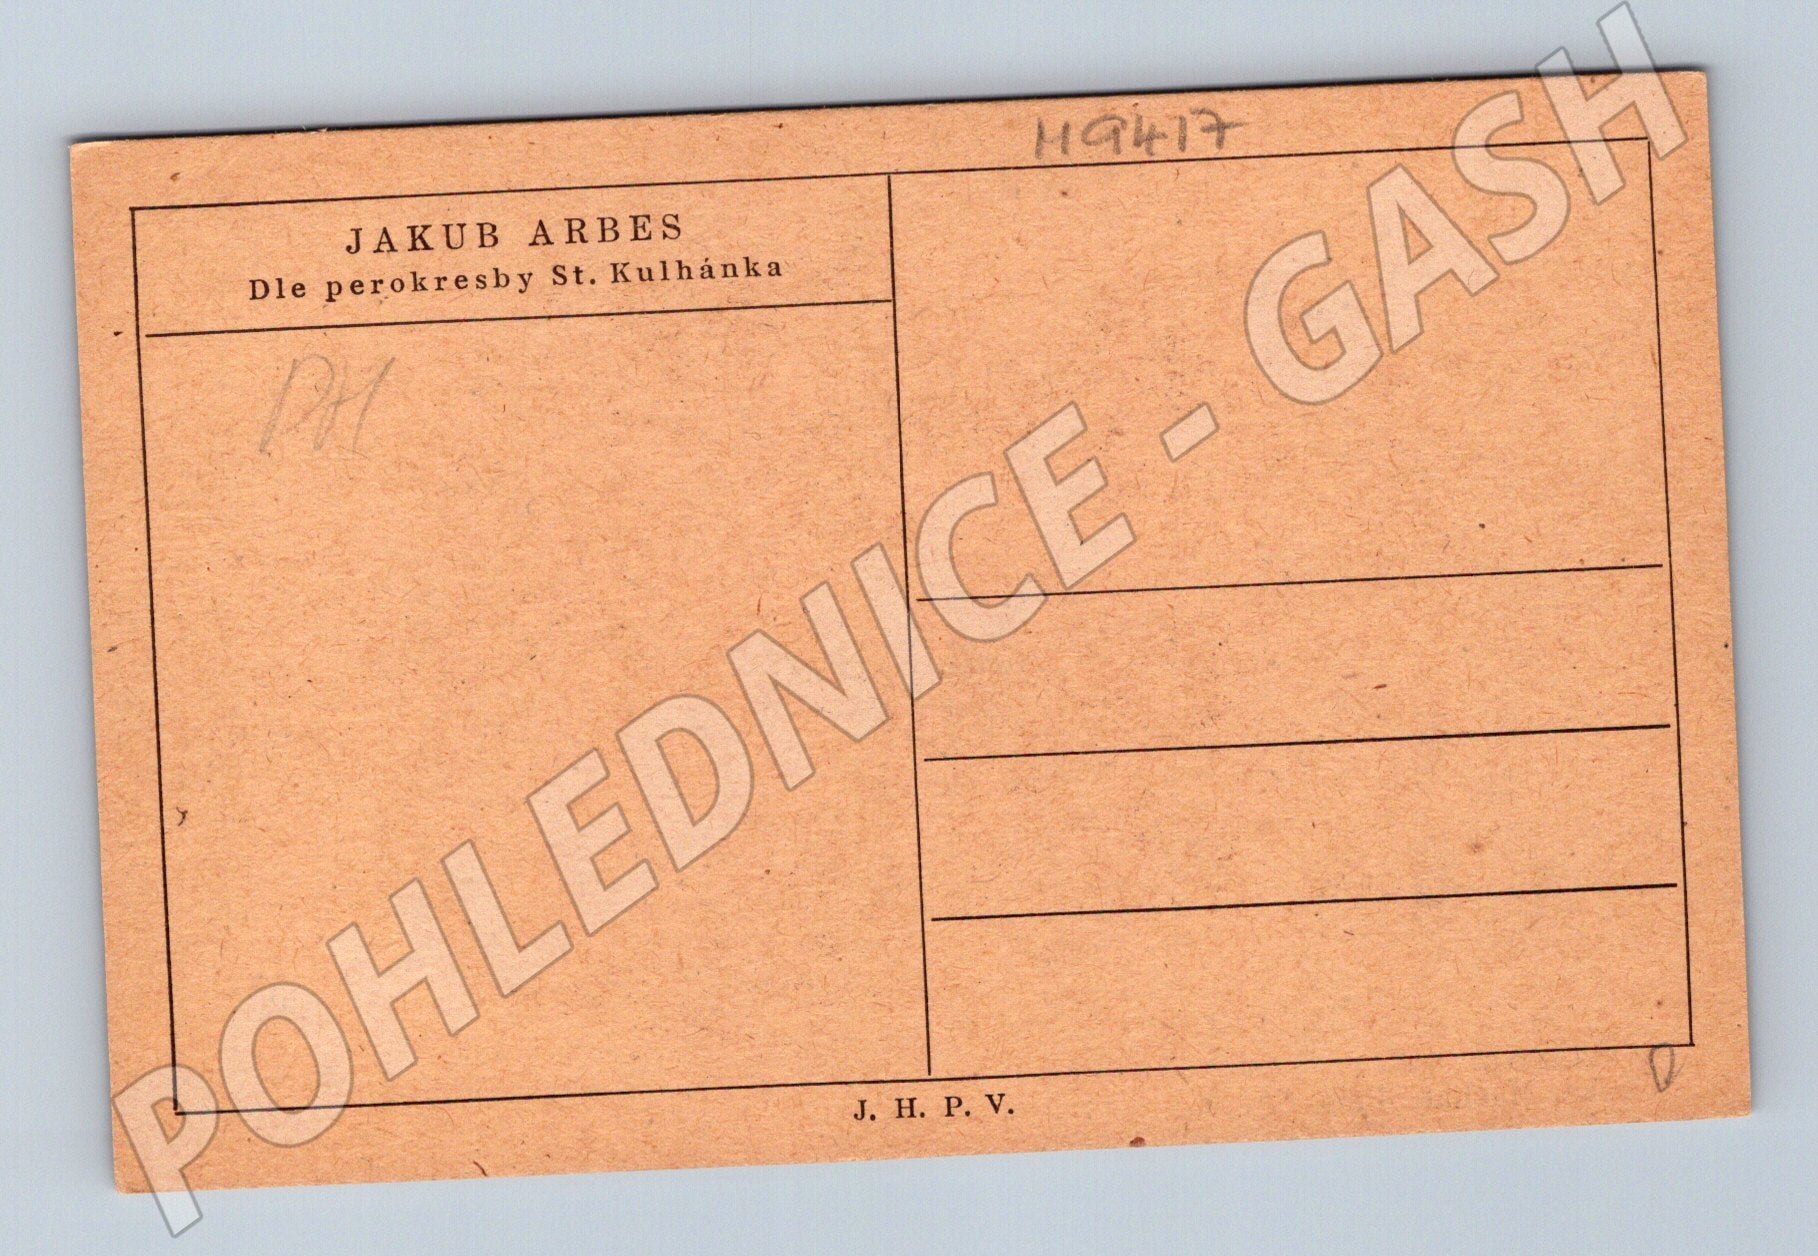 H9417
JAKUB ARBES
Dle perokresby St. Kulhánka
PH
POHLEDNICE - GASH
J. H. P. V.